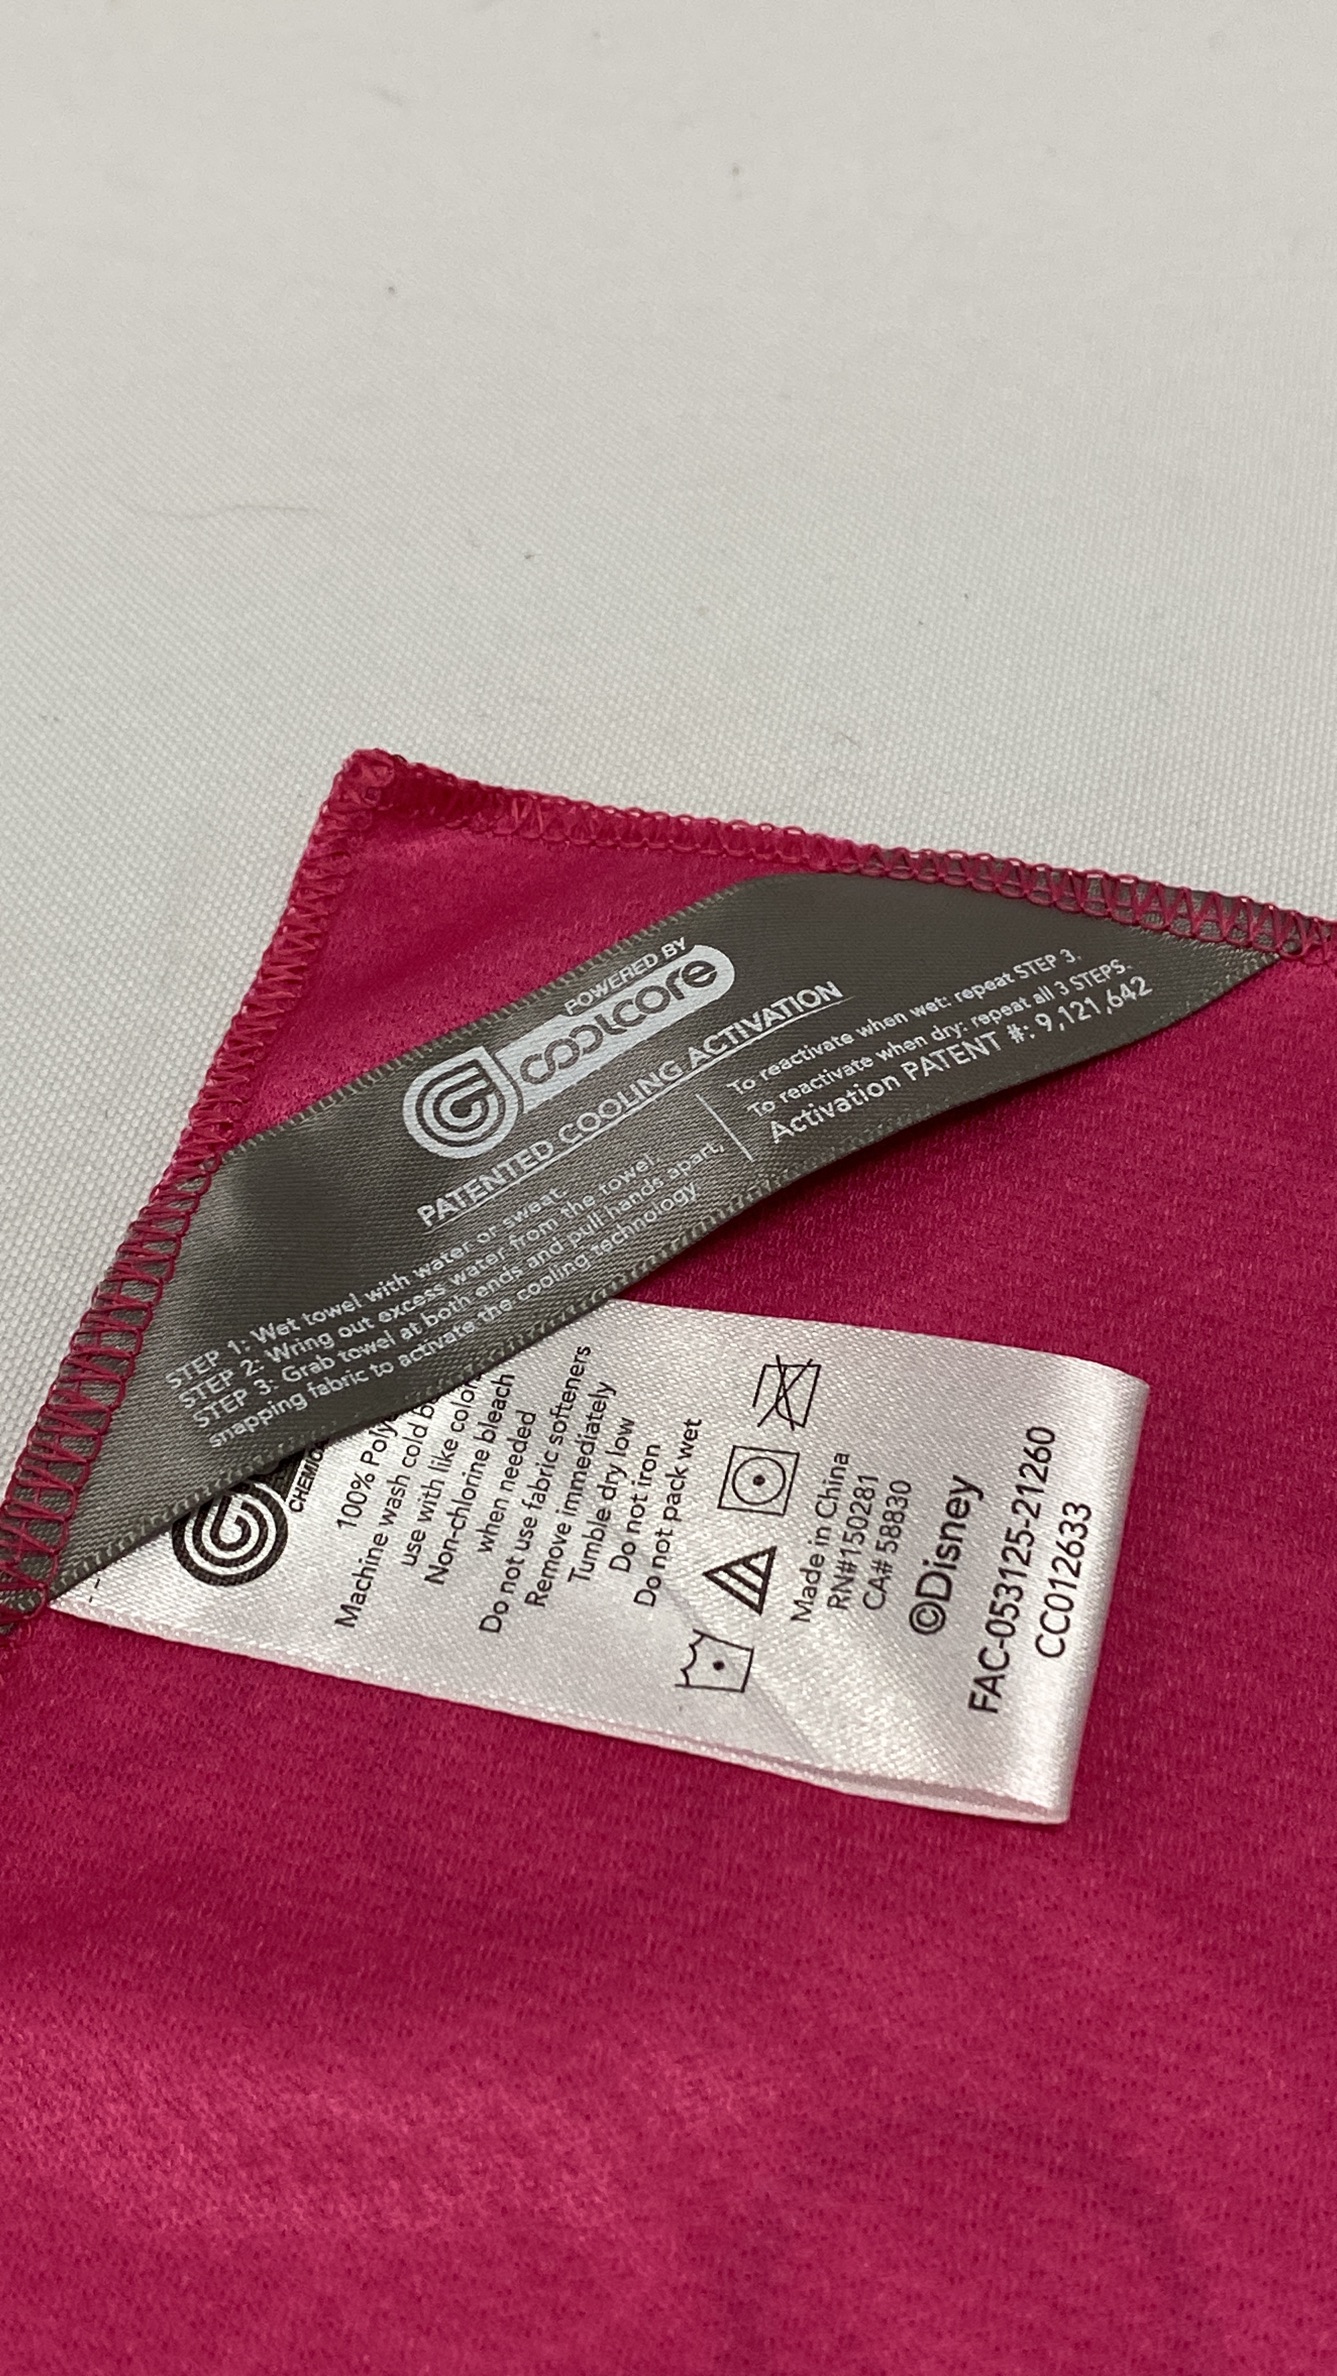 POWERED BY
coolcore
PATENTED COOLING ACTIVATION
STEP 1: Wet towel with water or sweat.
STEP 2: Wring out excess water from the towel.
STEP 3: Grab towel at both ends and pull hands apart,
snapping fabric to activate the cooling technology
To reactivate when wet: repeat STEP 3.
To reactivate when dry: repeat all 3 STEPS.
Activation PATENT #: 9,121,642
100%
Machine wash cold
use with like
Non-chlorine bleach
when needed
Do not use fabric softeners
Remove immediately
Tumble dry low
Do not iron
Do not pack wet
Made in China
RN#150281
CA# 58830
©Disney
FAC-053125-21260
CC012633